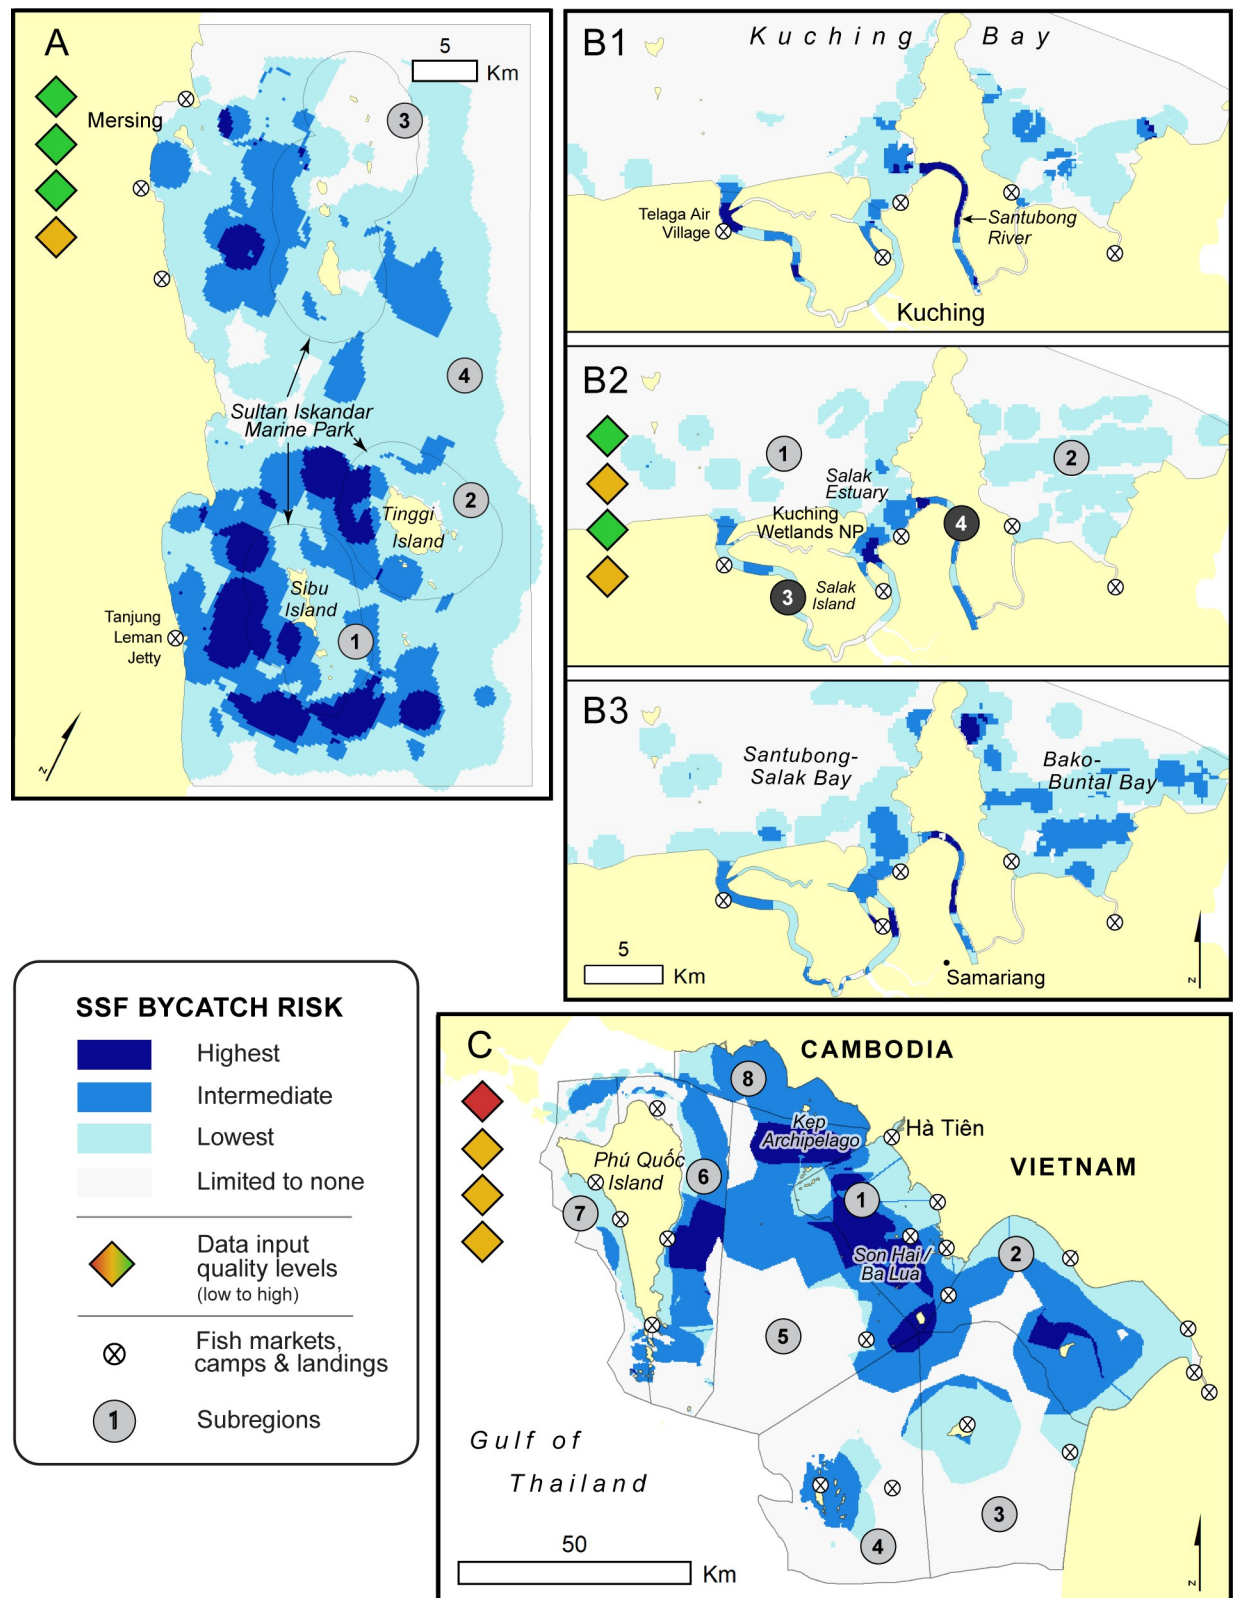 A
5
Km
3
Mersing
4
Sultan Iskandar
Marine Park
2
Tinggi
Island
Sibu
Island
1
Tanjung
Leman
Jetty
N
B1
Kuching Bay
Telaga Air
Village
Santubong
River
Kuching
B2
1
2
Salak
Estuary
Kuching
Wetlands NP
4
3
Salak
Island
B3
Santubong-
Salak Bay
Bako-
Buntal Bay
5
Km
Samariang
N
SSF BYCATCH RISK
Highest
Intermediate
Lowest
Limited to none
Data input
quality levels
(low to high)
Fish markets,
camps & landings
1
Subregions
C
CAMBODIA
8
Kep
Archipelago
Hà Tiên
Phú Quốc
Island
VIETNAM
6
7
1
Son Hai /
Ba Lua
2
5
Gulf of
Thailand
3
4
50
Km
N